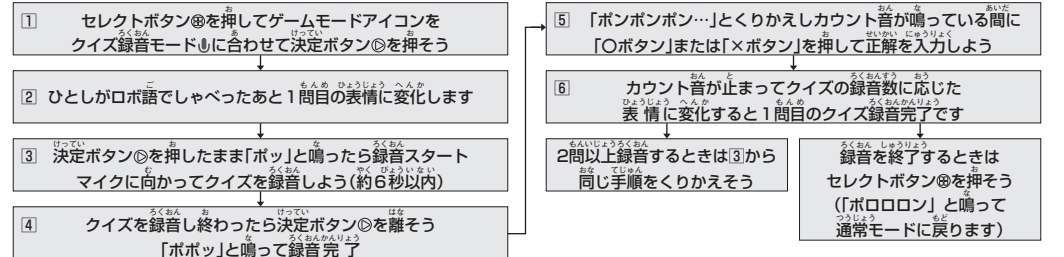 1 セレクトボタン㊝を押してゲームモードアイコンを
クイズ録音モードに合わせて決定ボタンを押そう
2 ひとしがロボ語でしゃべったあと1問目の表情に変化します
3 決定ボタンを押したまま「ポッ」と鳴ったら録音スタート
マイクに向かってクイズを録音しよう(約6秒以内)
4 クイズを録音し終わったら決定ボタンを離そう
「ポポッ」と鳴って録音完了
5 「ポンポンポン…」とくりかえしカウント音が鳴っている間に
「○ボタン」または「×ボタン」を押して正解を入力しよう
6 カウント音が止まってクイズの録音数に応じた
表情に変化すると1問目のクイズ録音完了です
2問以上録音するときは3から
同じ手順をくりかえそう
録音を終了するときは
セレクトボタンを押そう
(「ポロロロン」と鳴って
通常モードに戻ります)